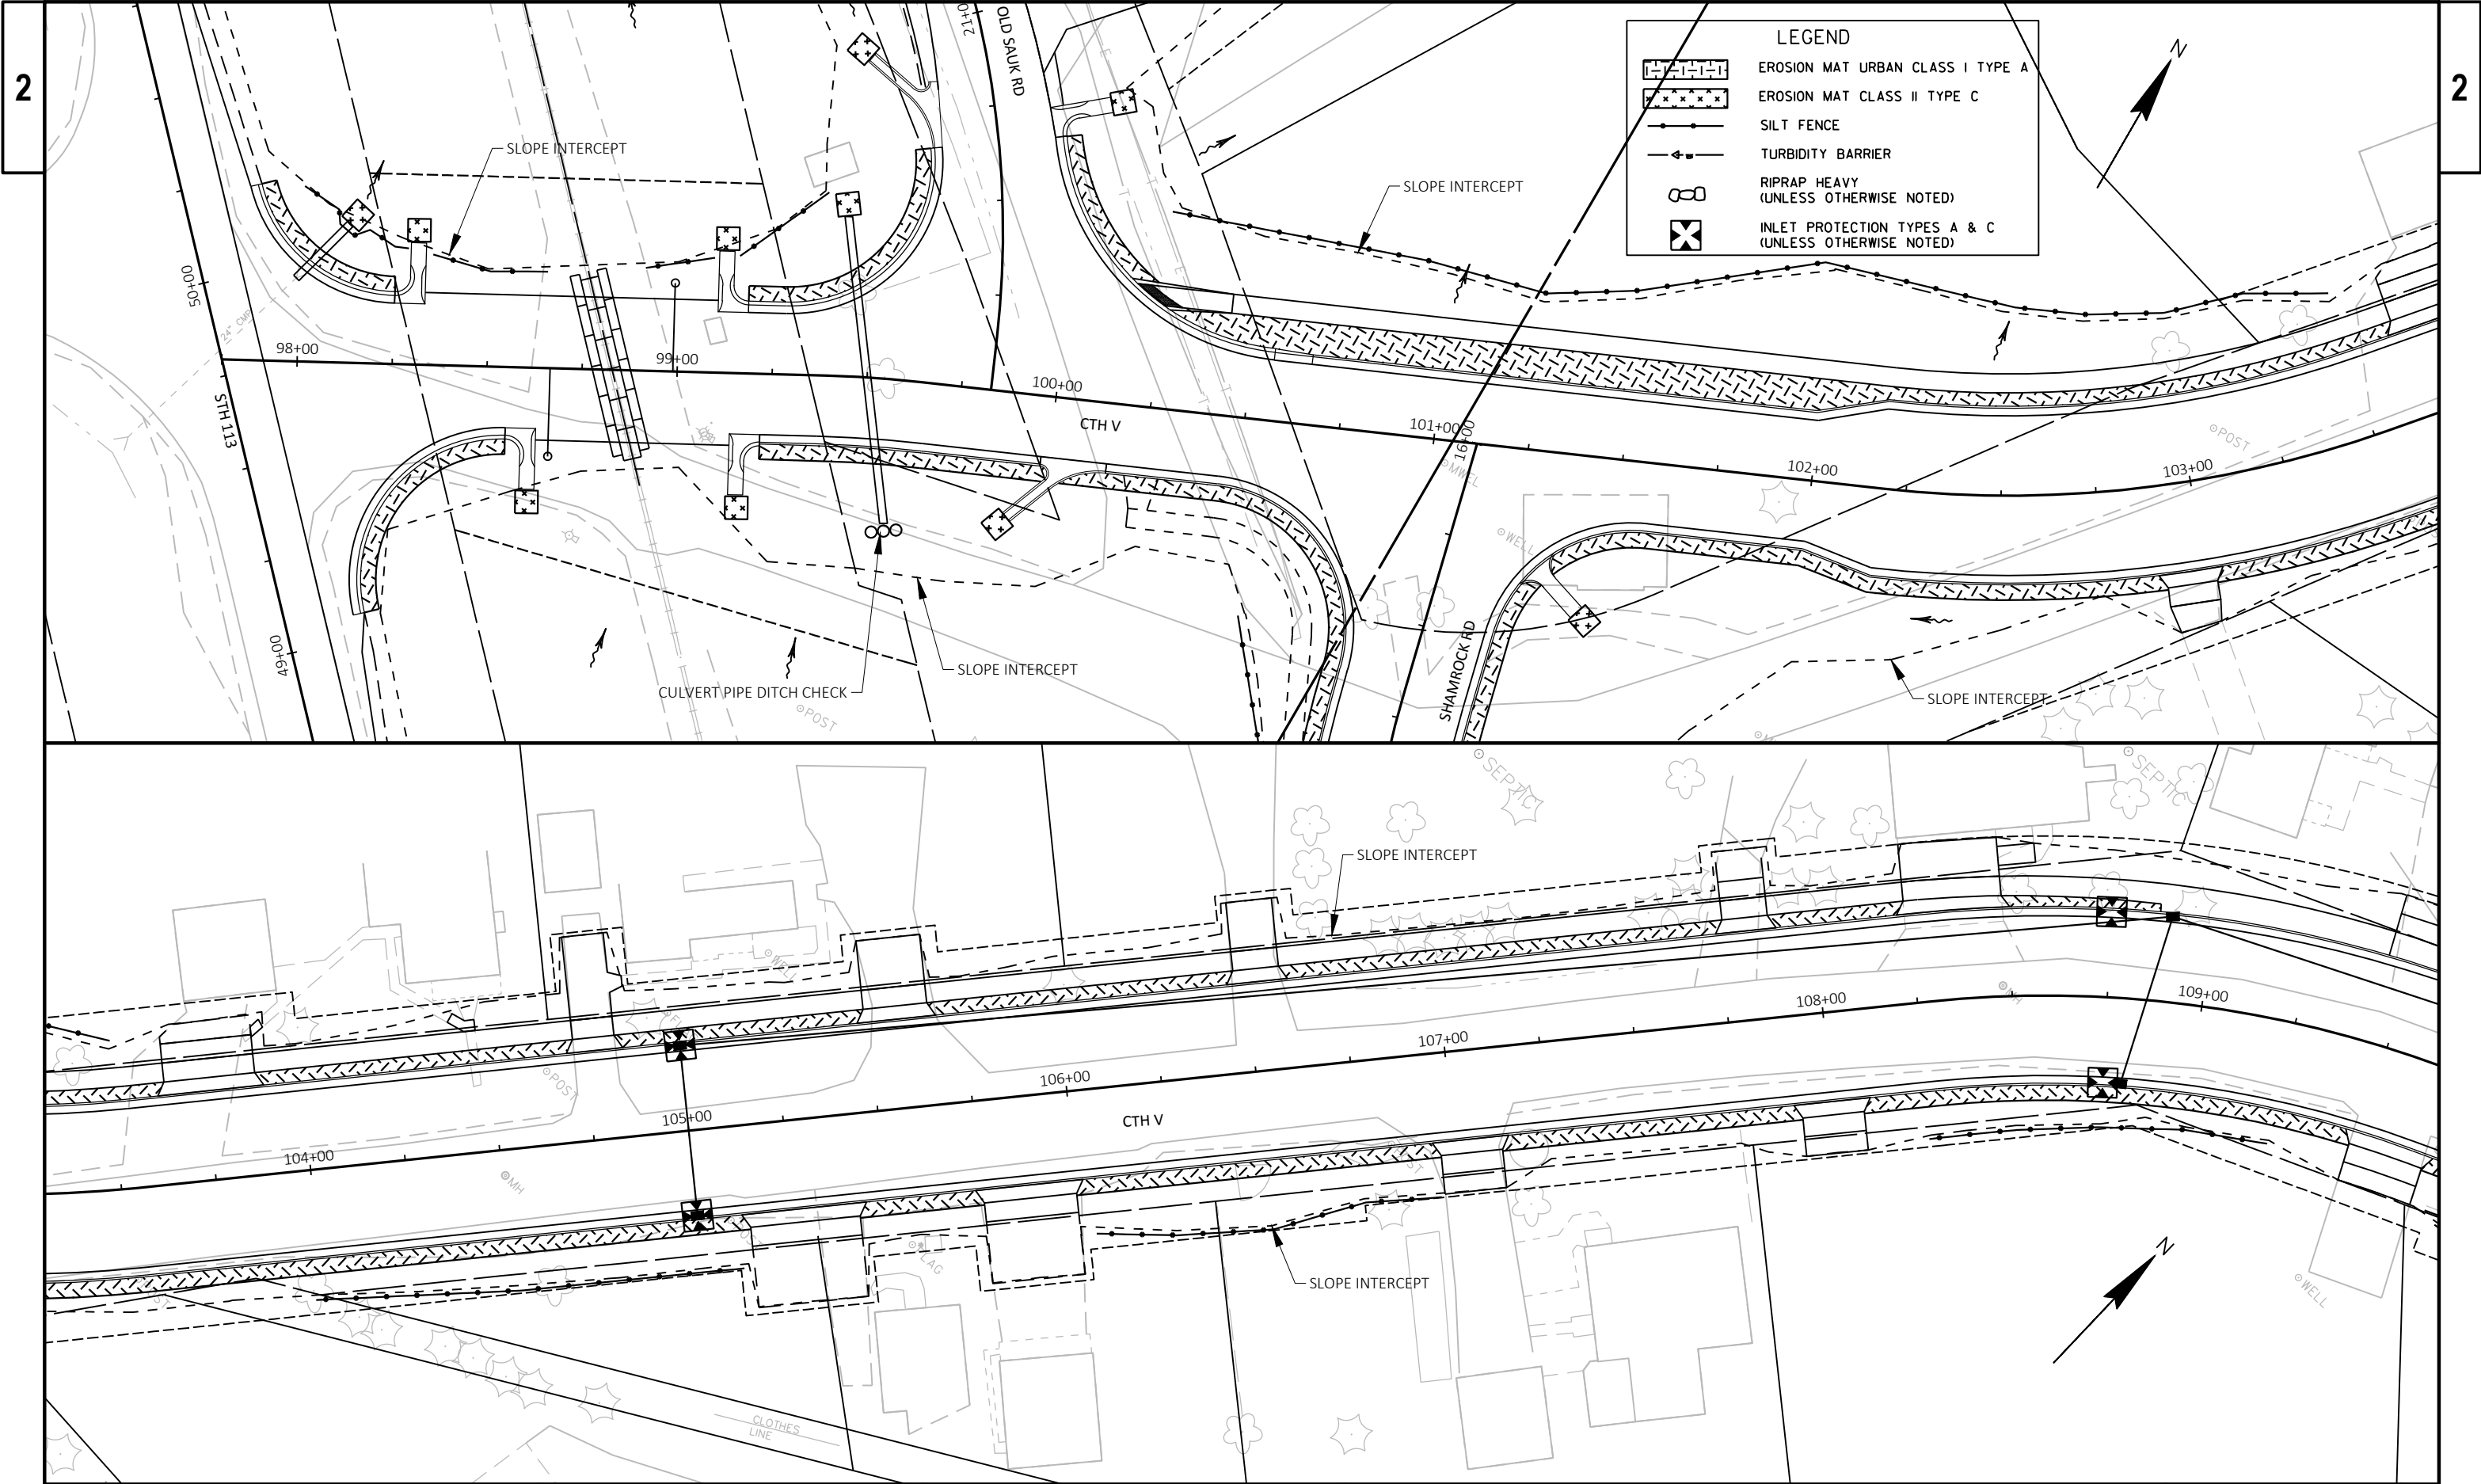 2
2
LEGEND
EROSION MAT URBAN CLASS I TYPE A
EROSION MAT CLASS II TYPE C
SILT FENCE
TURBIDITY BARRIER
RIPRAP HEAVY
(UNLESS OTHERWISE NOTED)
INLET PROTECTION TYPES A & C
(UNLESS OTHERWISE NOTED)
N
OLD SAUK RD
SLOPE INTERCEPT
SLOPE INTERCEPT
50+00
24" CMP
98+00
99+00
100+00
CTH V
101+00
16+00
102+00
103+00
STH 113
49+00
MWEL
WELL
POST
SHAMROCK RD
SLOPE INTERCEPT
CULVERT PIPE DITCH CHECK
POST
SLOPE INTERCEPT
SEPTIC
SEPTIC
SLOPE INTERCEPT
WELL
POST
MH
104+00
105+00
106+00
107+00
108+00
109+00
CTH V
MH
SLOPE INTERCEPT
WELL
N
CLOTHES
LINE